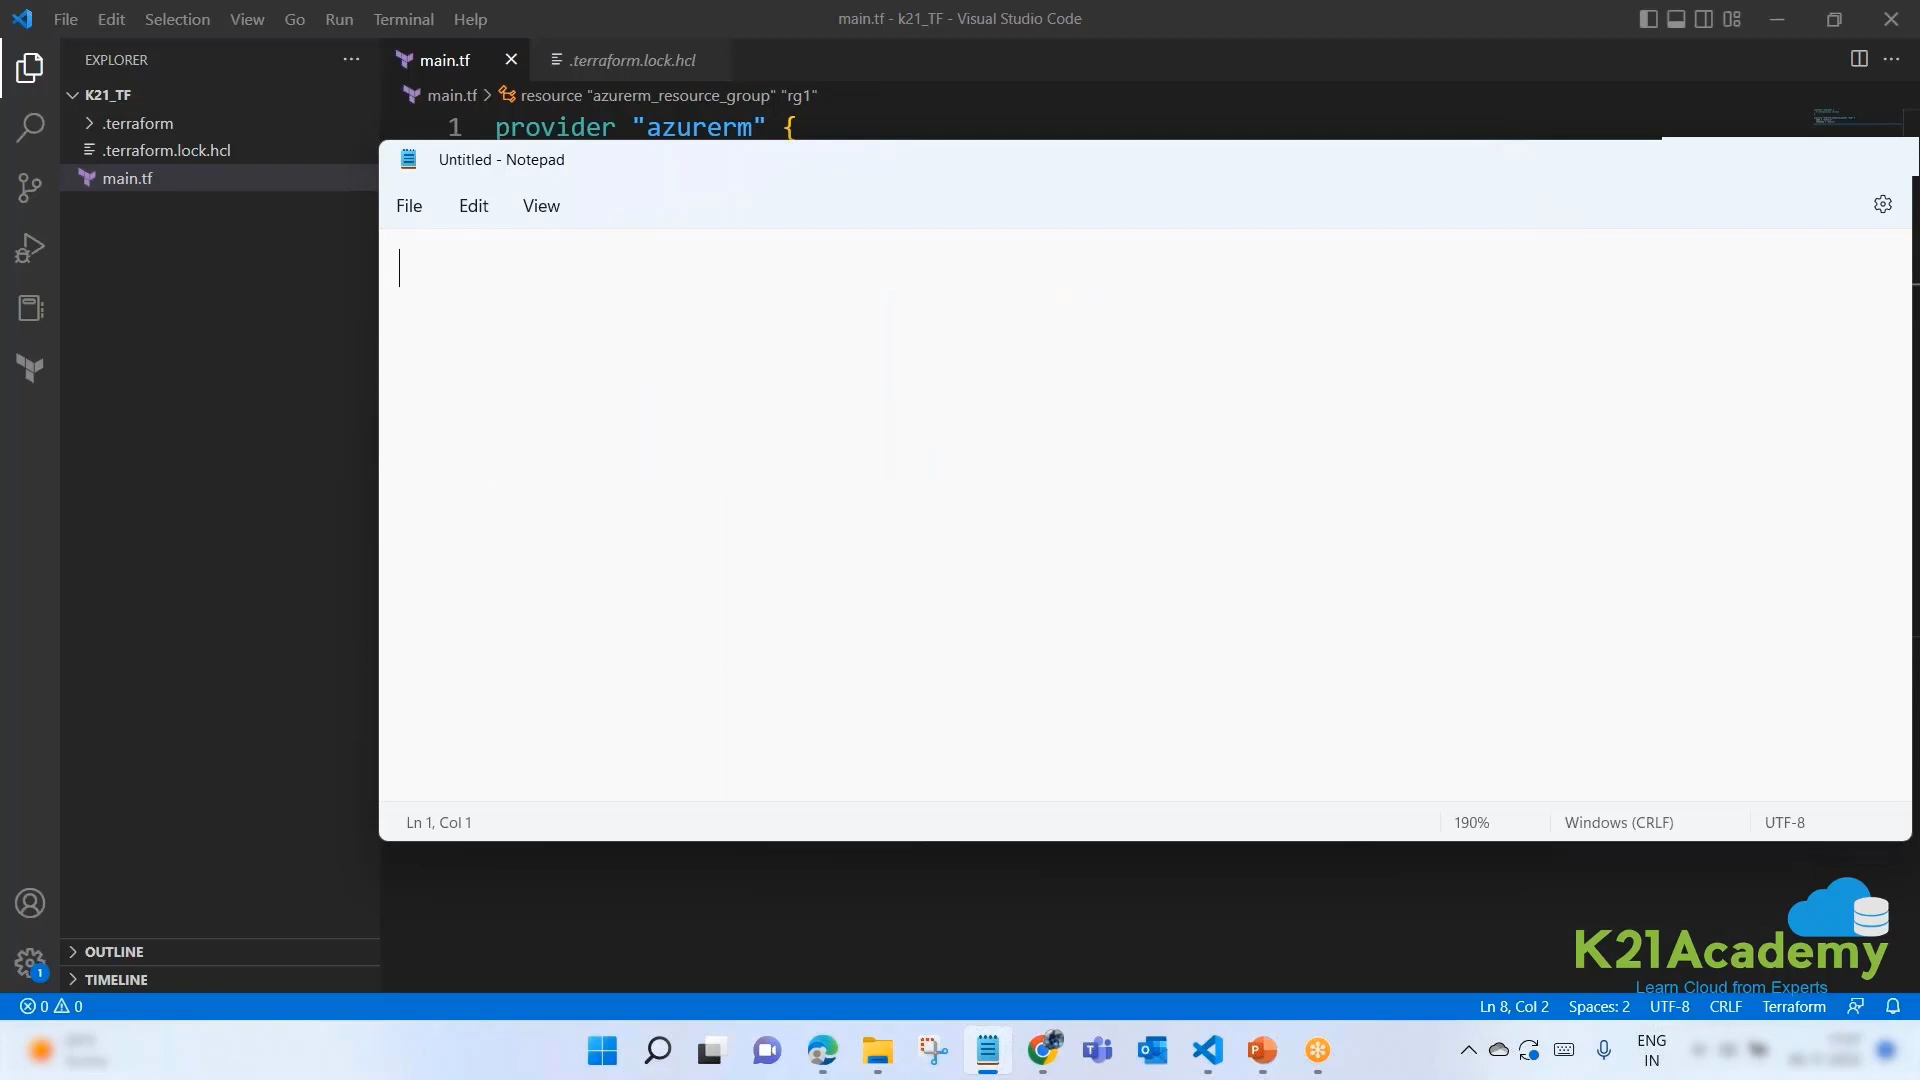 File Edit Selection View Go Run Terminal Help
main.tf - k21_TF - Visual Studio Code
EXPLORER
main.tf
.terraform.lock.hcl
K21_TF
main.tf > resource "azurerm_resource_group" "rg1"
.terraform
1 provider "azurerm" {
.terraform.lock.hcl
main.tf
Untitled - Notepad
File Edit View
Ln 1, Col 1
190%
Windows (CRLF)
UTF-8
K21Academy
Learn Cloud from Experts
OUTLINE
1
TIMELINE
0 0
Ln 8, Col 2 Spaces: 2 UTF-8 CRLF Terraform
ENG
IN